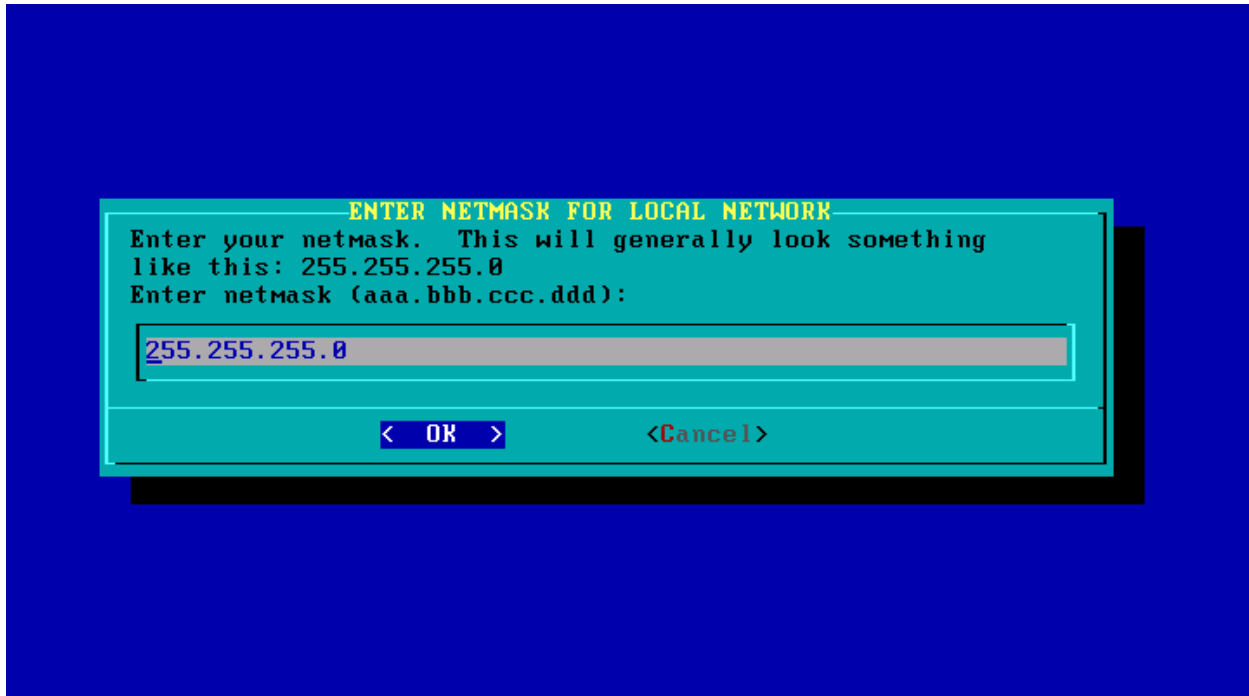 ENTER NETMASK FOR LOCAL NETWORK
Enter your netmask.  This will generally look something
like this: 255.255.255.0
Enter netmask (aaa.bbb.ccc.ddd):
255.255.255.0
<  OK  > <Cancel>